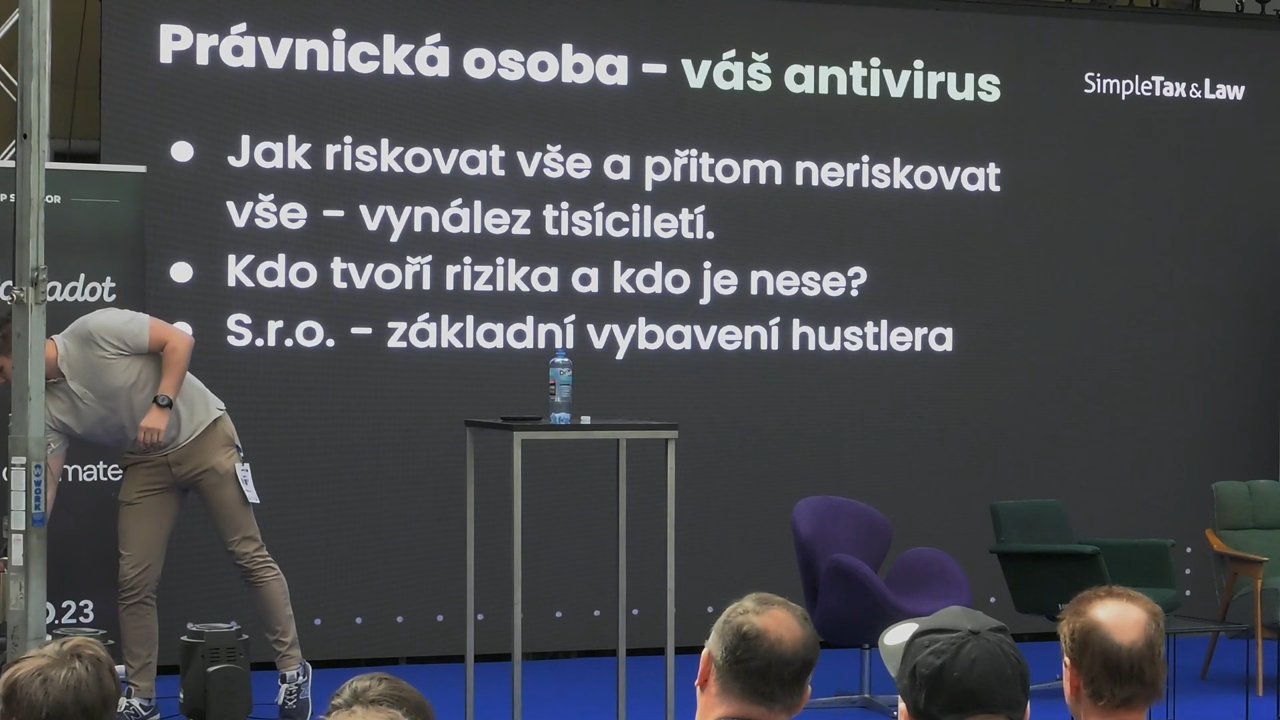 Právnická osoba - váš antivirus
SimpleTax & Law
Jak riskovat vše a přitom neriskovat
vše - vynález tisíciletí.
Kdo tvoří rizika a kdo je nese?
S.r.o. - základní vybavení hustlera
WORK